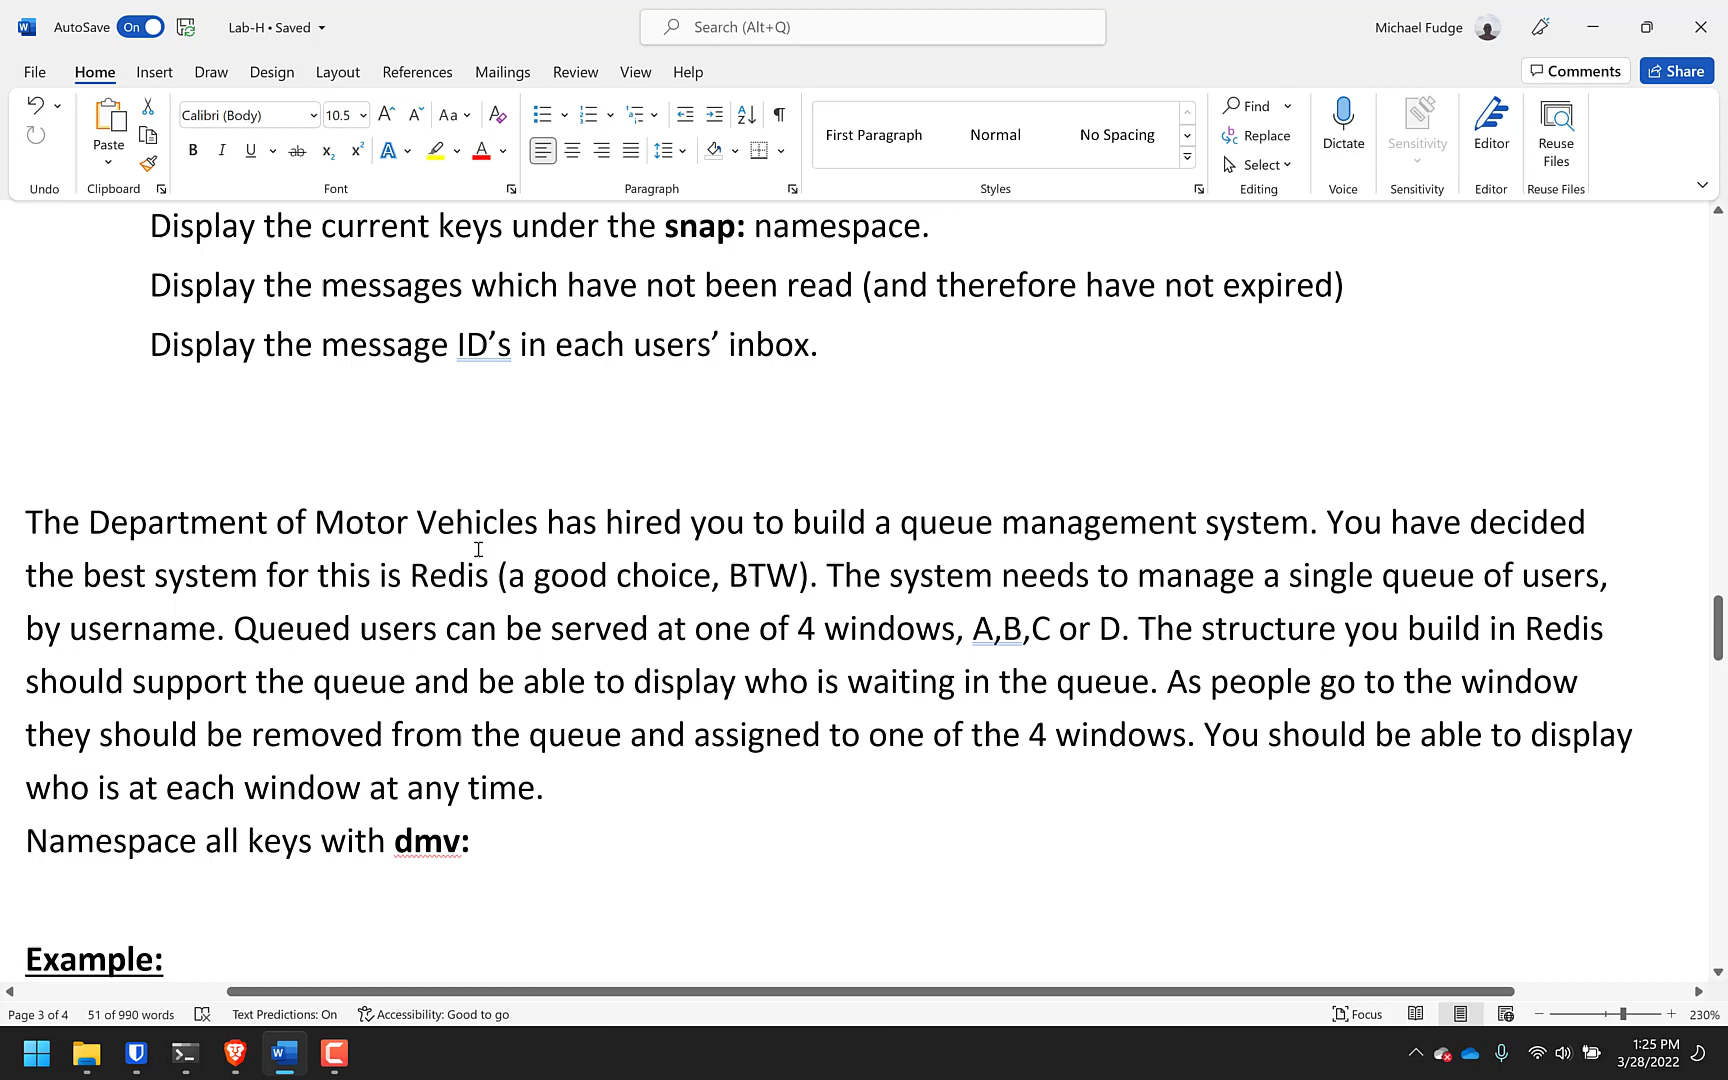 AutoSave On Lab-H • Saved Search (Alt+Q) Michael Fudge
File Home Insert Draw Design Layout References Mailings Review View Help Comments Share
Paste Calibri (Body) 10.5 Aa First Paragraph Normal No Spacing Find Replace Select Dictate Sensitivity Editor Reuse Files
Undo Clipboard Font Paragraph Styles Editing Voice Sensitivity Editor Reuse Files
Display the current keys under the snap: namespace.
Display the messages which have not been read (and therefore have not expired)
Display the message ID’s in each users’ inbox.
The Department of Motor Vehicles has hired you to build a queue management system. You have decided
the best system for this is Redis (a good choice, BTW). The system needs to manage a single queue of users,
by username. Queued users can be served at one of 4 windows, A,B,C or D. The structure you build in Redis
should support the queue and be able to display who is waiting in the queue. As people go to the window
they should be removed from the queue and assigned to one of the 4 windows. You should be able to display
who is at each window at any time.
Namespace all keys with dmv:
Example:
Page 3 of 4 51 of 990 words Text Predictions: On Accessibility: Good to go Focus 230%
1:25 PM
3/28/2022